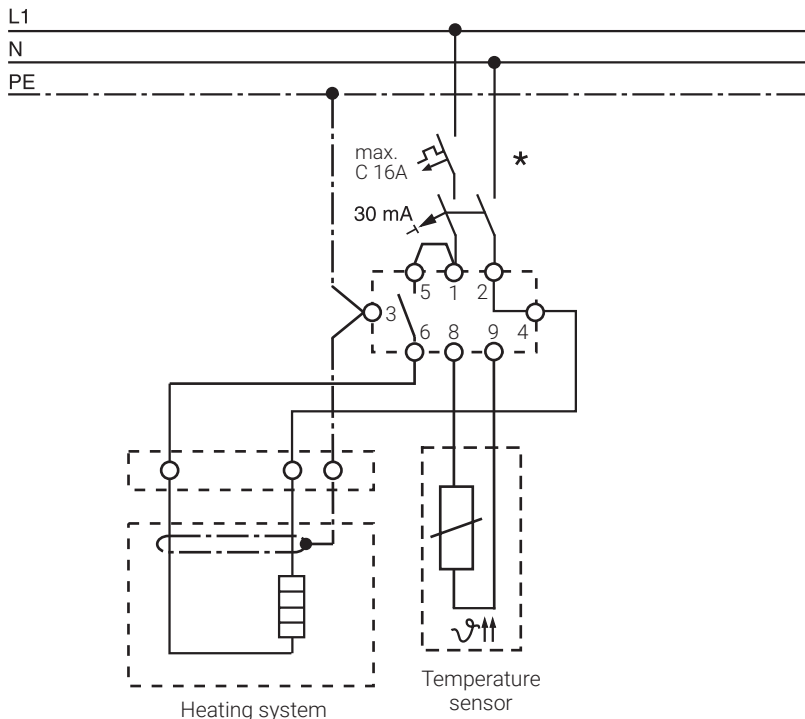 L1
N
PE
max.
C 16A
*
30 mA
5
1
2
3
6
8
9
4
ϑ
Temperature
sensor
Heating system